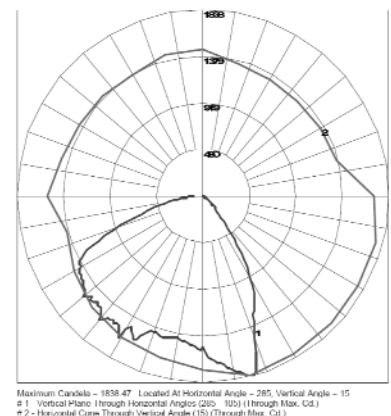 1838
1379
919
460
2
1
Maximum Candela = 1838.47 Located At Horizontal Angle = 285, Vertical Angle = 15
# 1 - Vertical Plane Through Horizontal Angles (285 - 105) (Through Max. Cd.)
# 2 - Horizontal Cone Through Vertical Angle (15) (Through Max. Cd.)